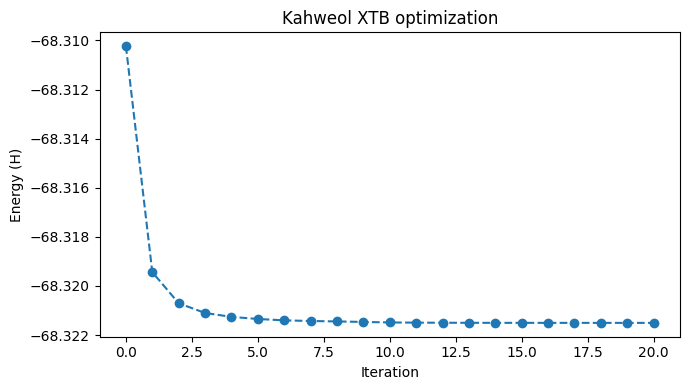 Kahweol XTB optimization
Energy (H)
−68.310
−68.312
−68.314
−68.316
−68.318
−68.320
−68.322
0.0 2.5 5.0 7.5 10.0 12.5 15.0 17.5 20.0
Iteration